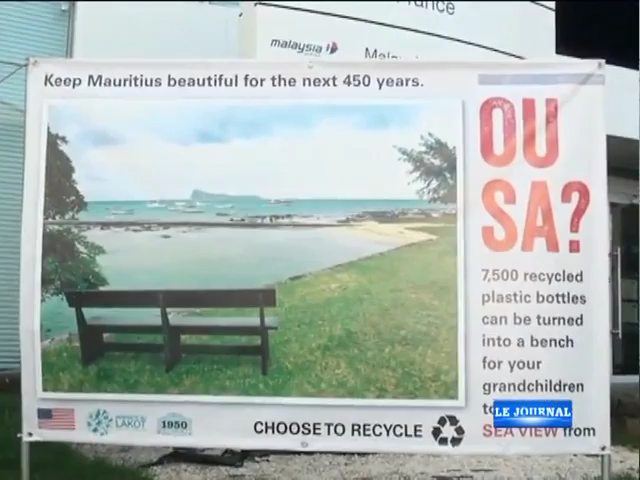 malaysia
Keep Mauritius beautiful for the next 450 years.
OU
SA?
7,500 recycled
plastic bottles
can be turned
into a bench
for your
grandchildren
LE JOURNAL
SEA VIEW from
LAKOT
1950
CHOOSE TO RECYCLE